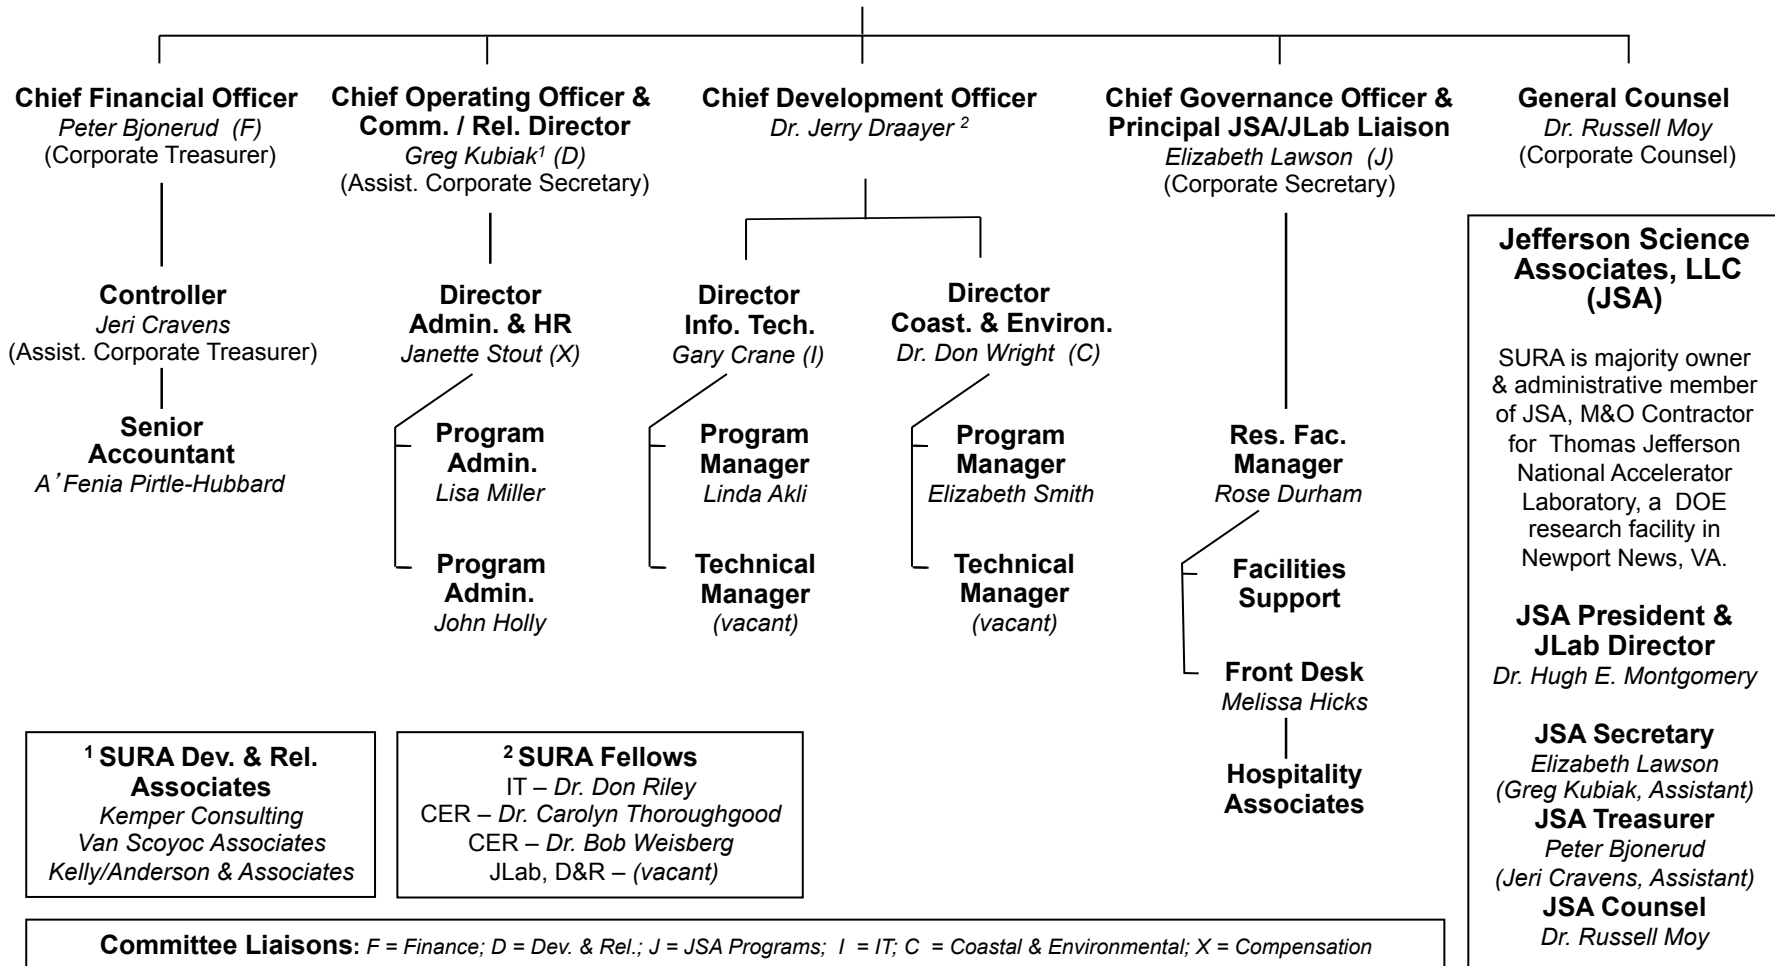 Chief Financial Officer
Peter Bjonerud (F)
(Corporate Treasurer)
Chief Operating Officer &
Comm. / Rel. Director
Greg Kubiak¹ (D)
(Assist. Corporate Secretary)
Chief Development Officer
Dr. Jerry Draayer ²
Chief Governance Officer &
Principal JSA/JLab Liaison
Elizabeth Lawson (J)
(Corporate Secretary)
General Counsel
Dr. Russell Moy
(Corporate Counsel)
Controller
Jeri Cravens
(Assist. Corporate Treasurer)
Senior
Accountant
A’Fenia Pirtle-Hubbard
Director
Admin. & HR
Janette Stout (X)
Program
Admin.
Lisa Miller
Program
Admin.
John Holly
Director
Info. Tech.
Gary Crane (I)
Program
Manager
Linda Akli
Technical
Manager
(vacant)
Director
Coast. & Environ.
Dr. Don Wright (C)
Program
Manager
Elizabeth Smith
Technical
Manager
(vacant)
Res. Fac.
Manager
Rose Durham
Facilities
Support
Front Desk
Melissa Hicks
Hospitality
Associates
Jefferson Science
Associates, LLC
(JSA)
SURA is majority owner
& administrative member
of JSA, M&O Contractor
for Thomas Jefferson
National Accelerator
Laboratory, a DOE
research facility in
Newport News, VA.
JSA President &
JLab Director
Dr. Hugh E. Montgomery
JSA Secretary
Elizabeth Lawson
(Greg Kubiak, Assistant)
JSA Treasurer
Peter Bjonerud
(Jeri Cravens, Assistant)
JSA Counsel
Dr. Russell Moy
¹ SURA Dev. & Rel.
Associates
Kemper Consulting
Van Scoyoc Associates
Kelly/Anderson & Associates
² SURA Fellows
IT – Dr. Don Riley
CER – Dr. Carolyn Thoroughgood
CER – Dr. Bob Weisberg
JLab, D&R – (vacant)
Committee Liaisons: F = Finance; D = Dev. & Rel.; J = JSA Programs; I = IT; C = Coastal & Environmental; X = Compensation